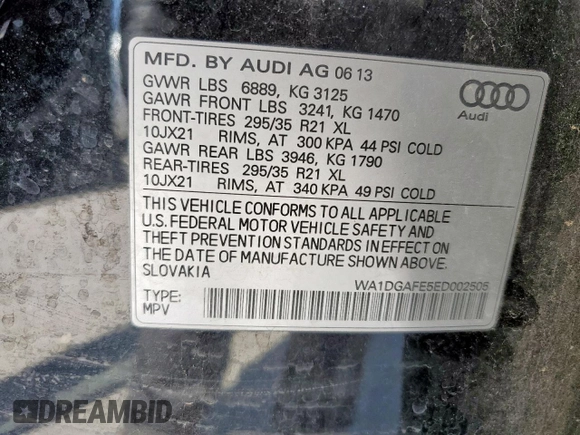 MFD. BY AUDI AG 06 13
GVWR LBS 6889, KG 3125
GAWR FRONT LBS 3241, KG 1470
FRONT-TIRES 295/35 R21 XL
10JX21 RIMS, AT 300 KPA 44 PSI COLD
GAWR REAR LBS 3946, KG 1790
REAR-TIRES 295/35 R21 XL
10JX21 RIMS, AT 340 KPA 49 PSI COLD
Audi
THIS VEHICLE CONFORMS TO ALL APPLICABLE
U.S. FEDERAL MOTOR VEHICLE SAFETY AND
THEFT PREVENTION STANDARDS IN EFFECT ON
THE DATE OF MANUFACTURE SHOWN ABOVE.
SLOVAKIA
WA1DGAFE5ED002505
TYPE:
MPV
DREAMBID